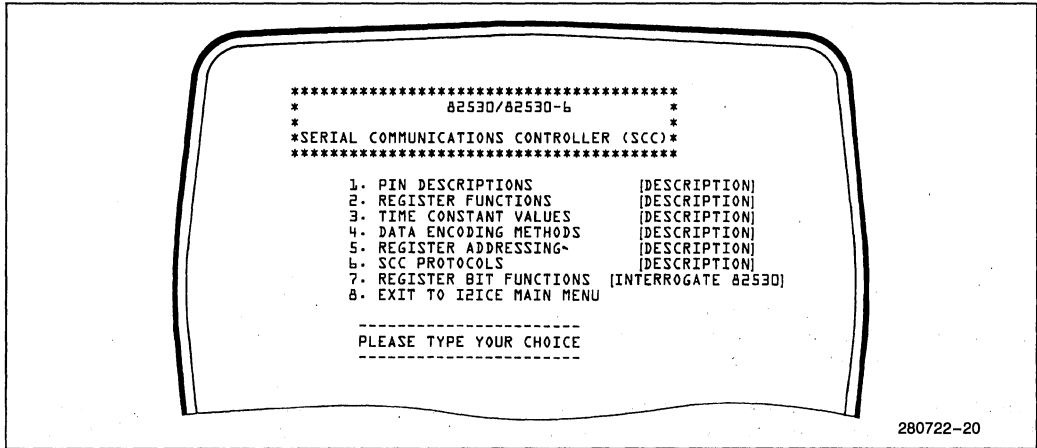 *****************************************
* 82530/82530-6 *
* *
*SERIAL COMMUNICATIONS CONTROLLER (SCC)*
*****************************************
1. PIN DESCRIPTIONS [DESCRIPTION]
2. REGISTER FUNCTIONS [DESCRIPTION]
3. TIME CONSTANT VALUES [DESCRIPTION]
4. DATA ENCODING METHODS [DESCRIPTION]
5. REGISTER ADDRESSING [DESCRIPTION]
6. SCC PROTOCOLS [DESCRIPTION]
7. REGISTER BIT FUNCTIONS [INTERROGATE 82530]
8. EXIT TO I2ICE MAIN MENU
----------------------
PLEASE TYPE YOUR CHOICE
----------------------
280722-20